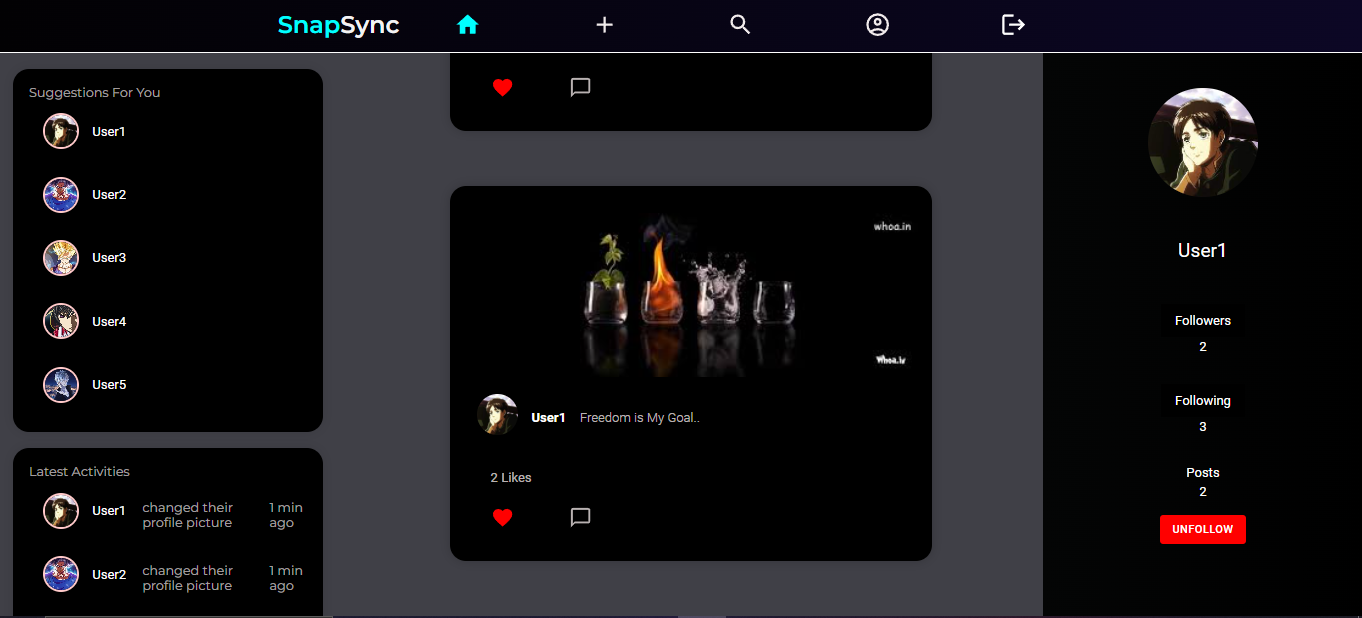 SnapSync
Suggestions For You
User1
User2
User3
User4
User5
Latest Activities
User1 changed their profile picture 1 min ago
User2 changed their profile picture 1 min ago
whoa.in
Whoa.in
User1 Freedom is My Goal..
2 Likes
User1
Followers
2
Following
3
Posts
2
UNFOLLOW